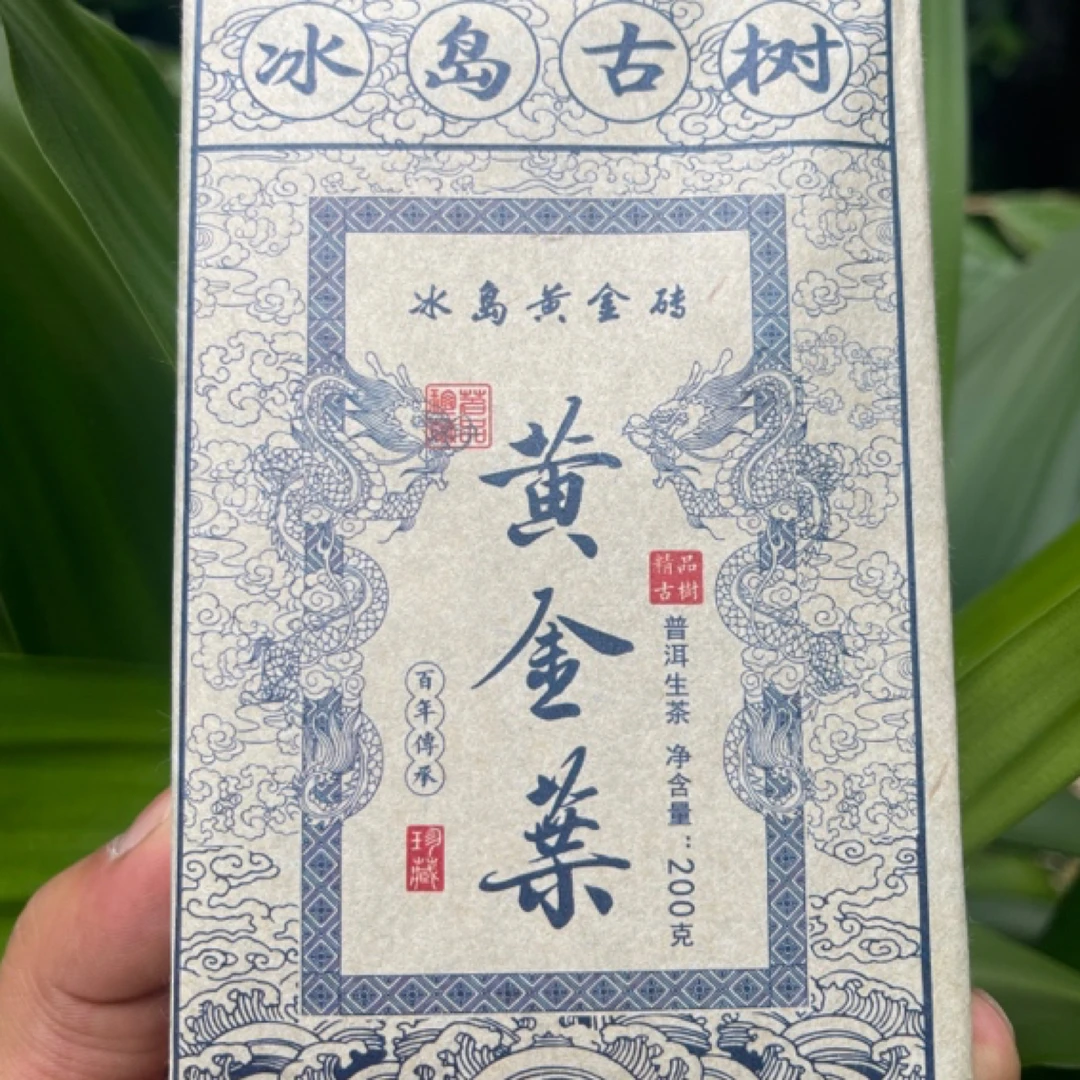 冰島古树
冰岛黄金砖
黄金葉
精品
古樹
普洱生茶 净含量：200克
百年傳承
珍藏